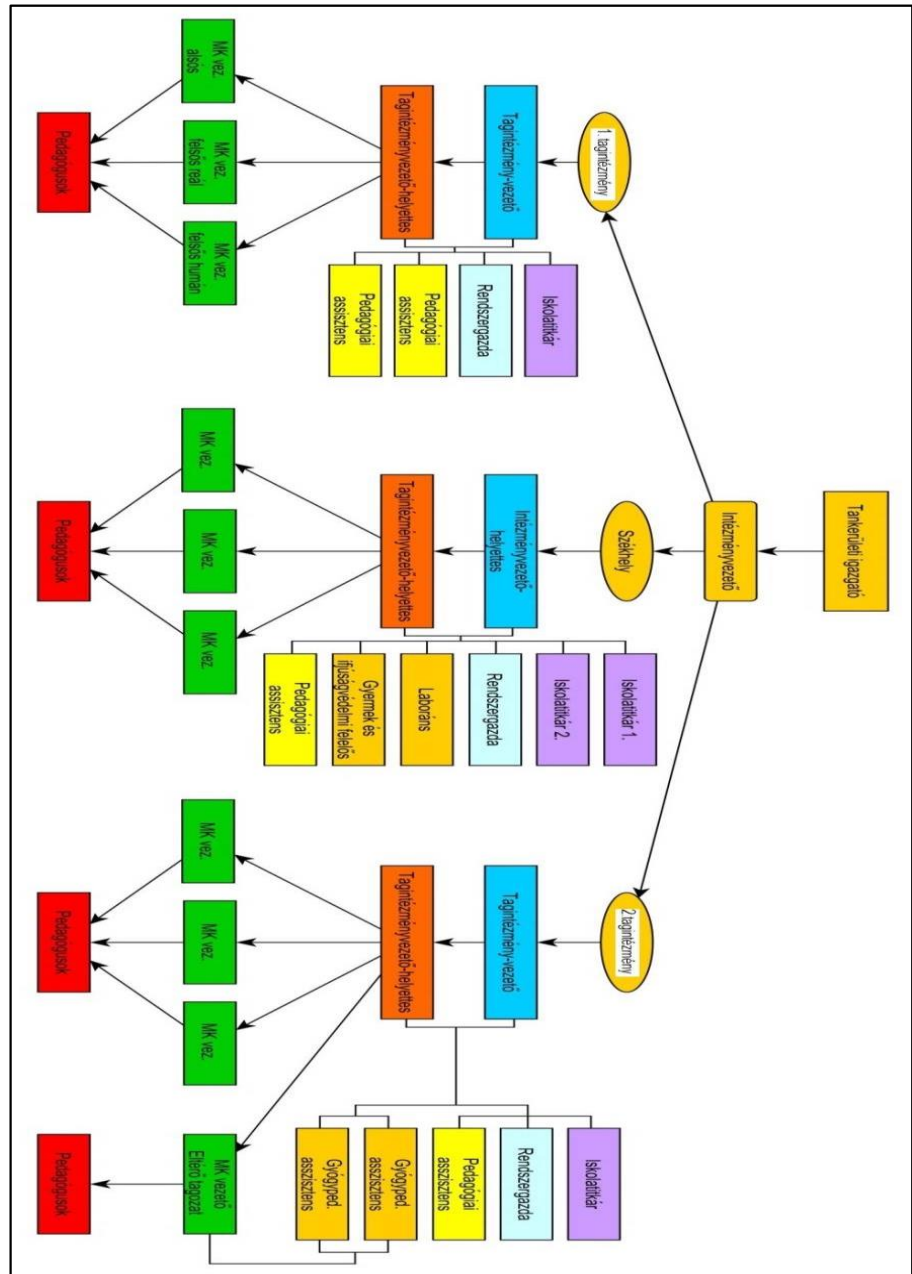 Tankerületi igazgató
Intézményvezető
1. tagintézmény
Székhely
2.tagintézmény
Tagintézmény-vezető
Iskolatitkár
Rendszergazda
Pedagógiai
assisztens
Pedagógiai
assisztens
Tagintézményvezető-helyettes
MK vez.
alsós
MK vez.
felsős reál
MK vez.
felsős humán
Pedagógusok
Intézményvezető-
helyettes
Iskolatitkár 1.
Iskolatitkár 2.
Rendszergazda
Laboráns
Gyermek és
ifjúságvédelmi felelős
Pedagógiai
assisztens
Tagintézményvezető-helyettes
MK vez.
MK vez.
MK vez.
Pedagógusok
Tagintézmény-vezető
Iskolatitkár
Rendszergazda
Pedagógiai
asszisztens
Gyógyped.
asszisztens
Gyógyped.
asszisztens
Tagintézményvezető-helyettes
MK vez.
MK vez.
MK vez.
MK vezető
Eltérő tagozat
Pedagógusok
Pedagógusok